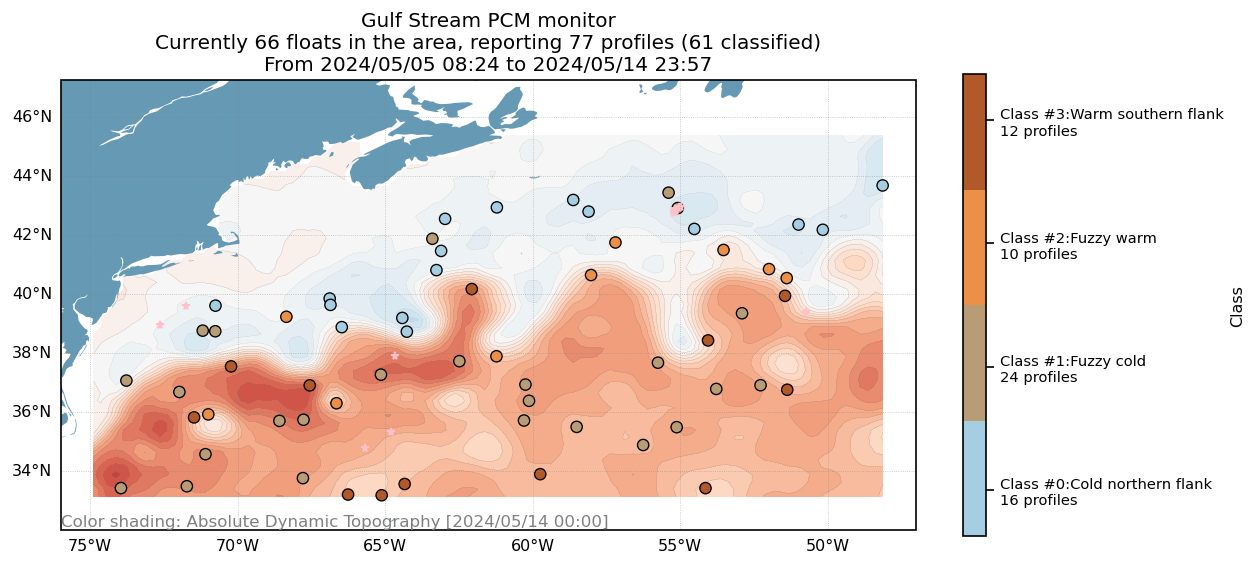 Gulf Stream PCM monitor
Currently 66 floats in the area, reporting 77 profiles (61 classified)
From 2024/05/05 08:24 to 2024/05/14 23:57
46°N
44°N
42°N
40°N
38°N
36°N
34°N
Color shading: Absolute Dynamic Topography [2024/05/14 00:00]
75°W
70°W
65°W
60°W
55°W
50°W
Class #3:Warm southern flank
12 profiles
Class #2:Fuzzy warm
10 profiles
Class #1:Fuzzy cold
24 profiles
Class #0:Cold northern flank
16 profiles
Class